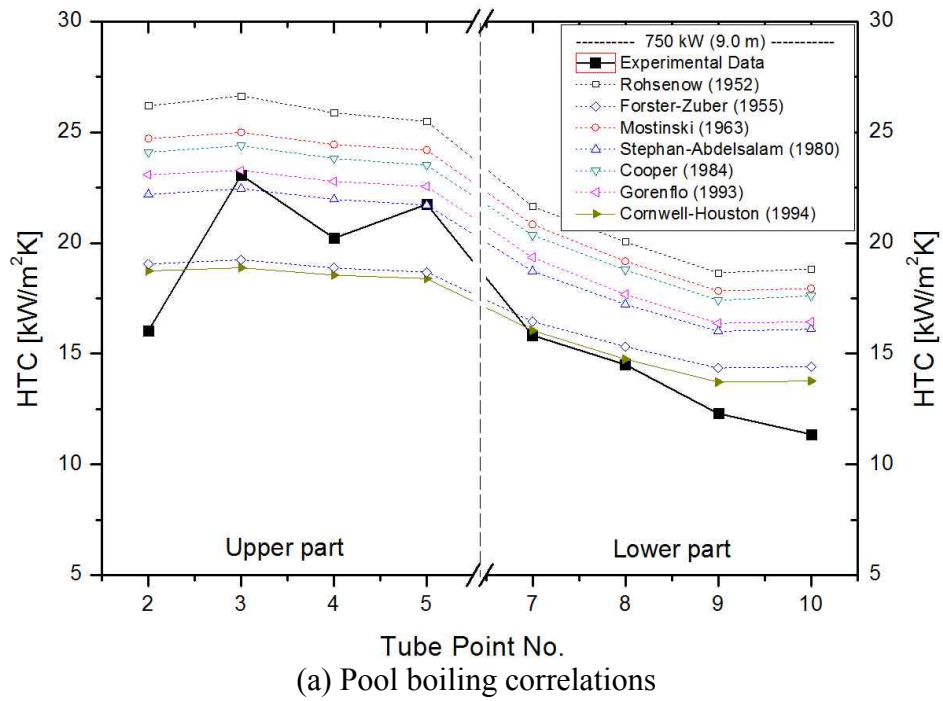 30
25
20
15
10
5
HTC [kW/m²K]
30
25
20
15
10
5
HTC [kW/m²K]
---------- 750 kW (9.0 m) ----------
Experimental Data
Rohsenow (1952)
Forster-Zuber (1955)
Mostinski (1963)
Stephan-Abdelsalam (1980)
Cooper (1984)
Gorenflo (1993)
Cornwell-Houston (1994)
Upper part
Lower part
2 3 4 5 7 8 9 10
Tube Point No.
(a) Pool boiling correlations